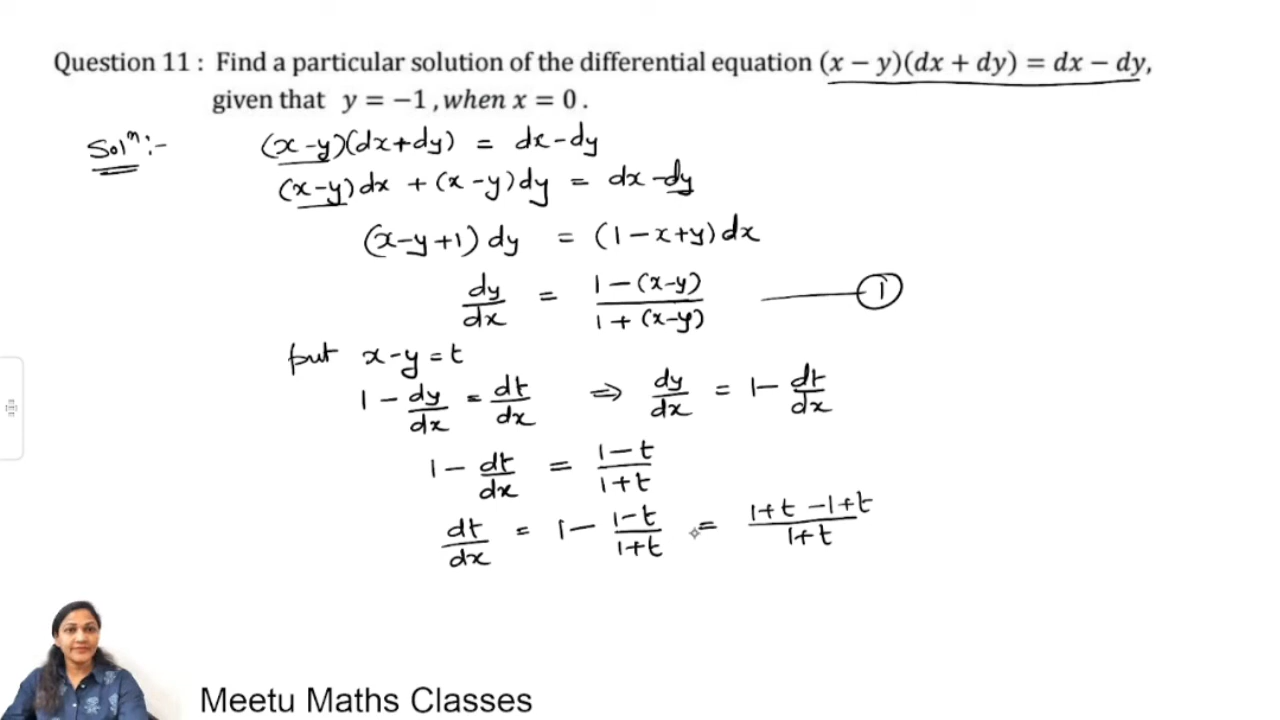 Question 11 : Find a particular solution of the differential equation (x − y)(dx + dy) = dx − dy,
given that y = −1 , when x = 0 .
Solⁿ:- (x-y)(dx+dy) = dx-dy
(x-y)dx + (x-y)dy = dx-dy
(x-y+1) dy = (1-x+y)dx
dy/dx = 1-(x-y)/1+(x-y) ——— ①
put x-y=t
1 - dy/dx = dt/dx ⇒ dy/dx = 1- dt/dx
1- dt/dx = 1-t/1+t
dt/dx = 1- 1-t/1+t = 1+t-1+t/1+t
Meetu Maths Classes